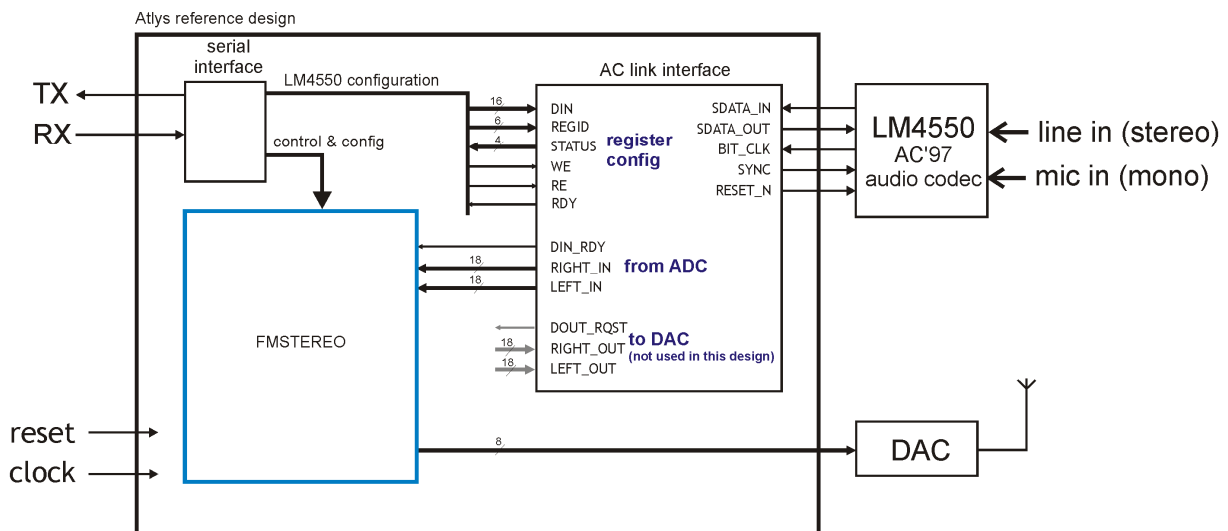 Atlys reference design
serial
interface
TX
RX
LM4550 configuration
control & config
AC link interface
16
DIN
6
REGID
4
STATUS
WE
RE
RDY
register
config
SDATA_IN
SDATA_OUT
BIT_CLK
SYNC
RESET_N
LM4550
AC'97
audio codec
line in (stereo)
mic in (mono)
DIN_RDY
18
RIGHT_IN
18
LEFT_IN
from ADC
DOUT_RQST
18
RIGHT_OUT
18
LEFT_OUT
to DAC
(not used in this design)
FMSTEREO
reset
clock
8
DAC